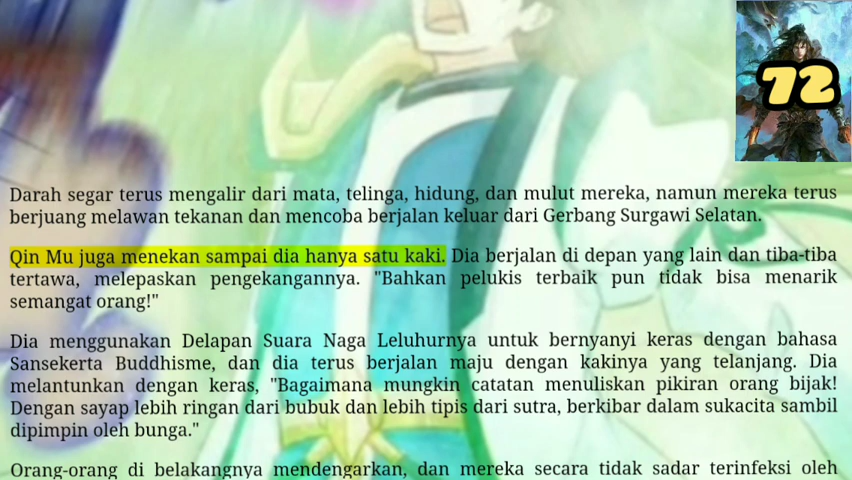 72
Darah segar terus mengalir dari mata, telinga, hidung, dan mulut mereka, namun mereka terus
berjuang melawan tekanan dan mencoba berjalan keluar dari Gerbang Surgawi Selatan.
Qin Mu juga menekan sampai dia hanya satu kaki. Dia berjalan di depan yang lain dan tiba-tiba
tertawa, melepaskan pengekangannya. "Bahkan pelukis terbaik pun tidak bisa menarik
semangat orang!"
Dia menggunakan Delapan Suara Naga Leluhurnya untuk bernyanyi keras dengan bahasa
Sansekerta Buddhisme, dan dia terus berjalan maju dengan kakinya yang telanjang. Dia
melantunkan dengan keras, "Bagaimana mungkin catatan menuliskan pikiran orang bijak!
Dengan sayap lebih ringan dari bubuk dan lebih tipis dari sutra, berkibar dalam sukacita sambil
dipimpin oleh bunga."
Orang-orang di belakangnya mendengarkan, dan mereka secara tidak sadar terinfeksi oleh